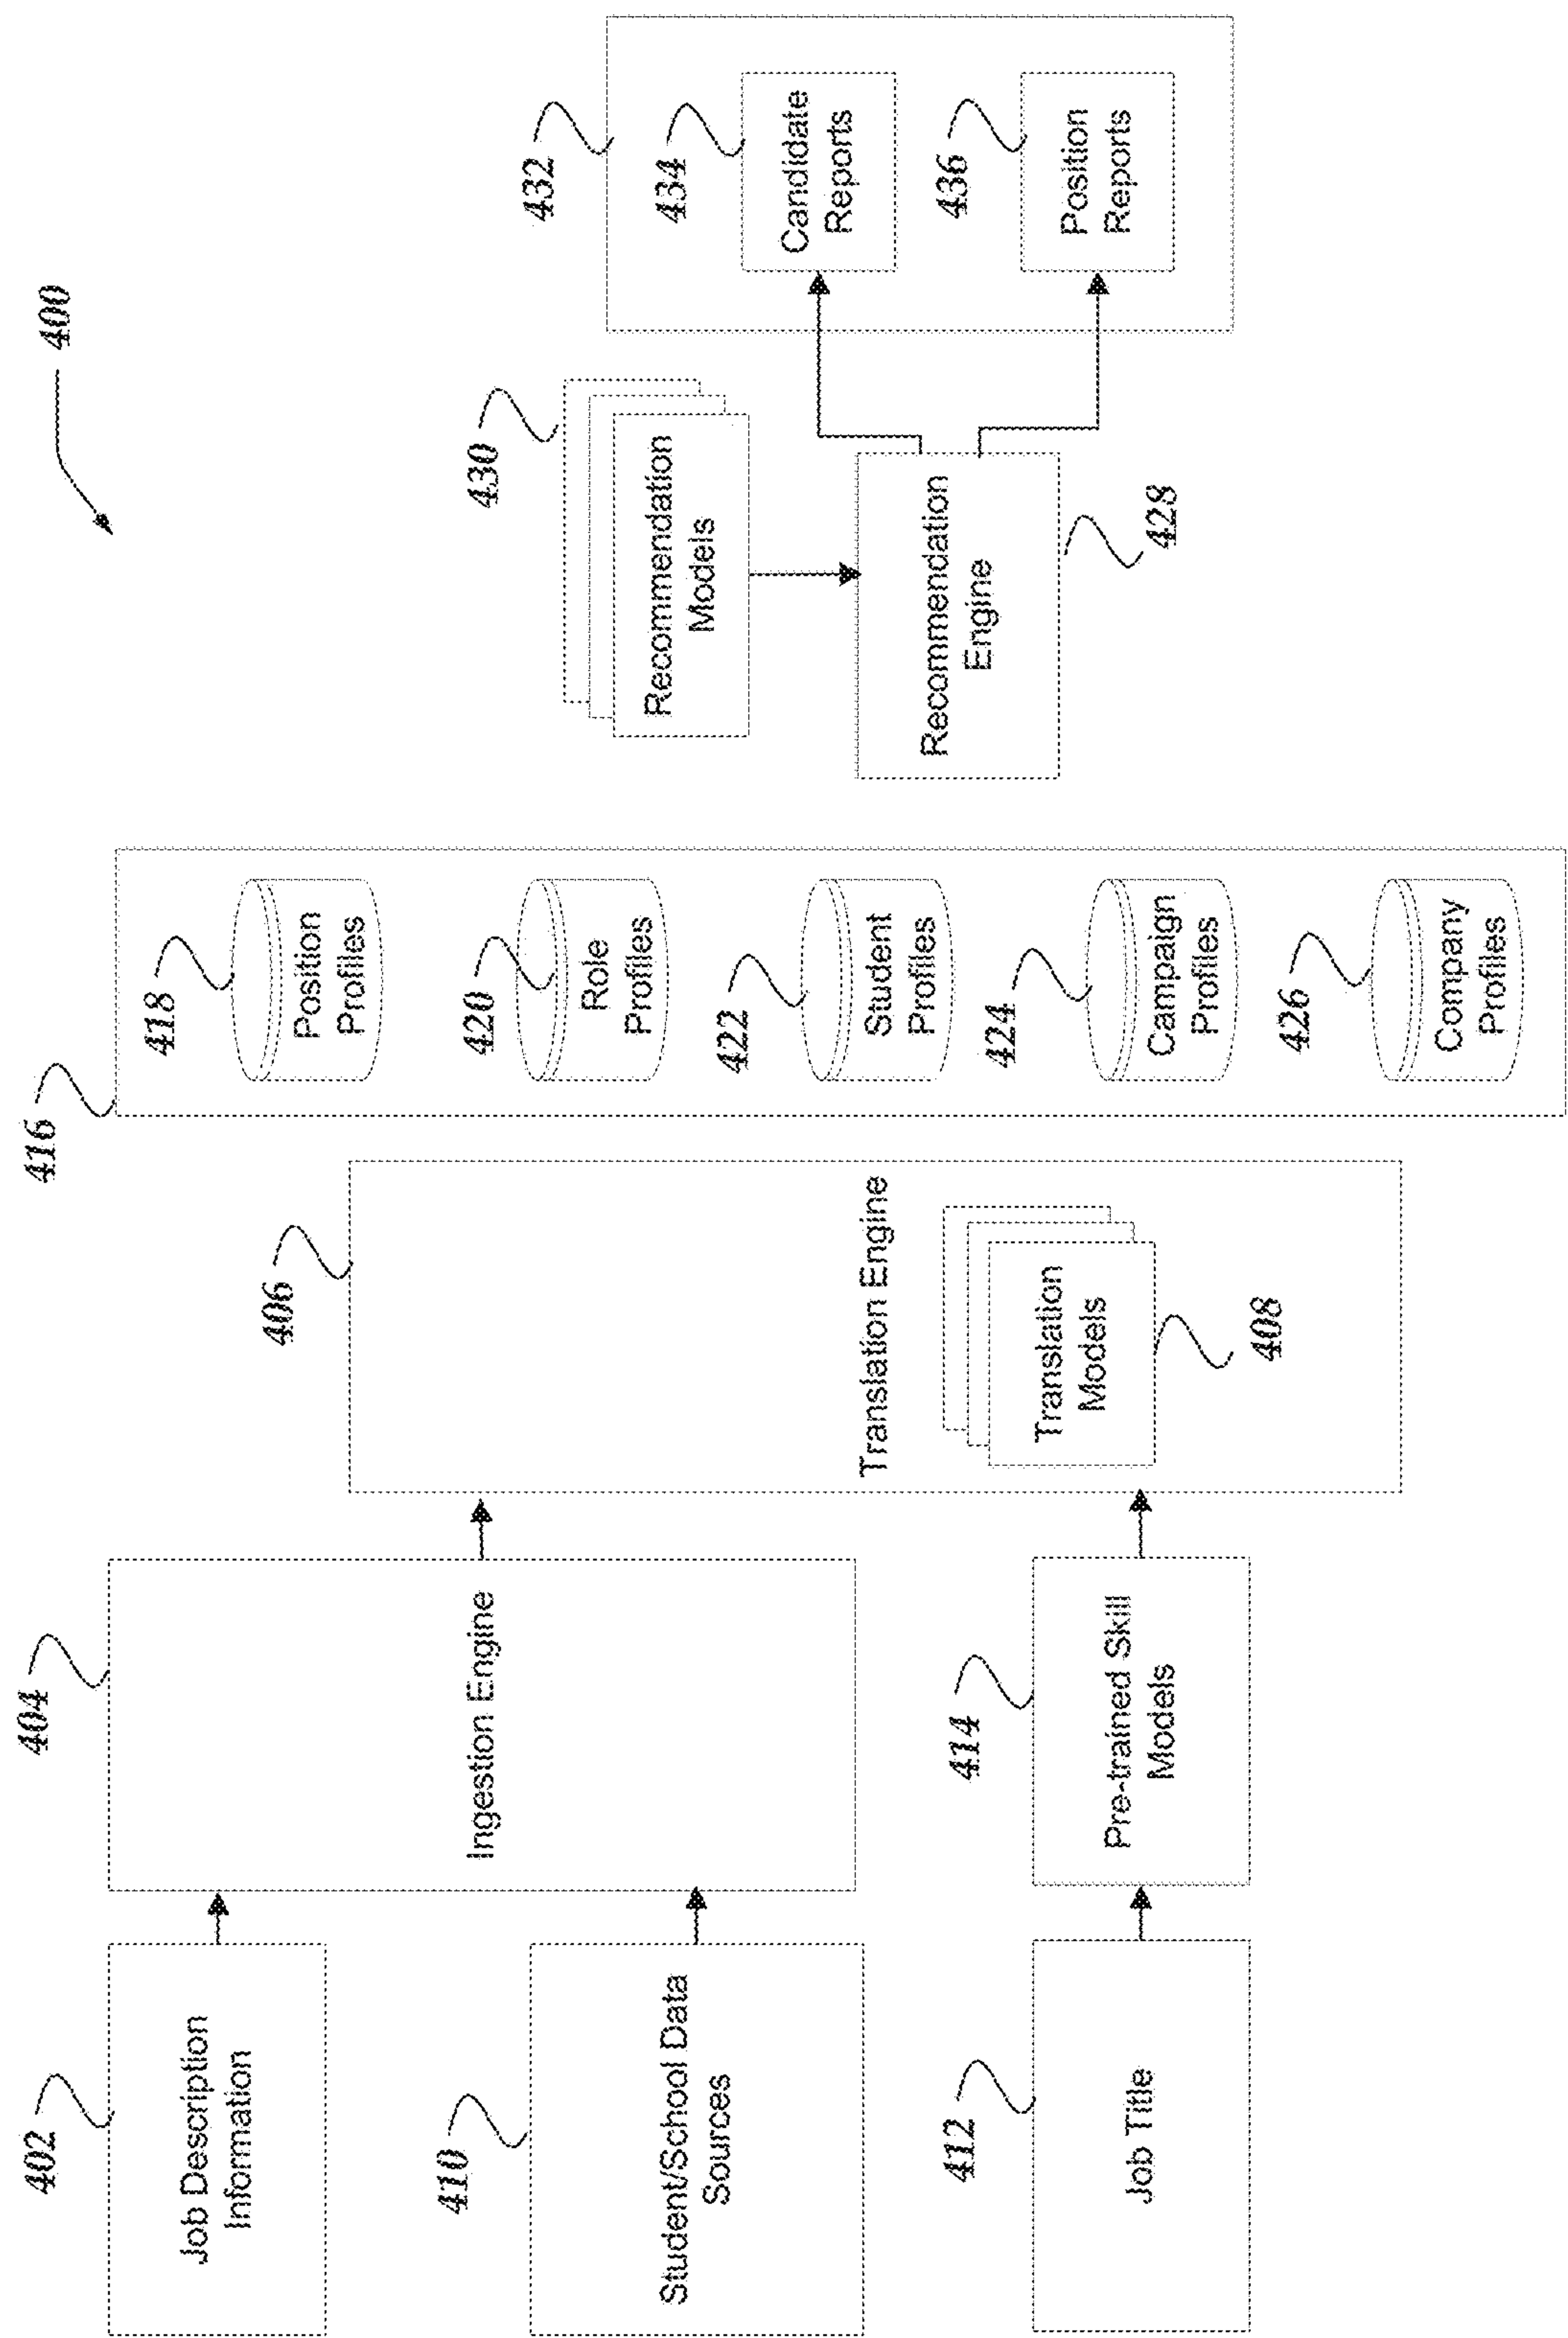 400
402
Job Description
Information
404
Ingestion Engine
406
Translation Engine
Translation
Models
408
410
Student/School Data
Sources
412
Job Title
414
Pre-trained Skill
Models
416
418
Position
Profiles
420
Role
Profiles
422
Student
Profiles
424
Campaign
Profiles
426
Company
Profiles
430
Recommendation
Models
Recommendation
Engine
428
432
434
Candidate
Reports
436
Position
Reports